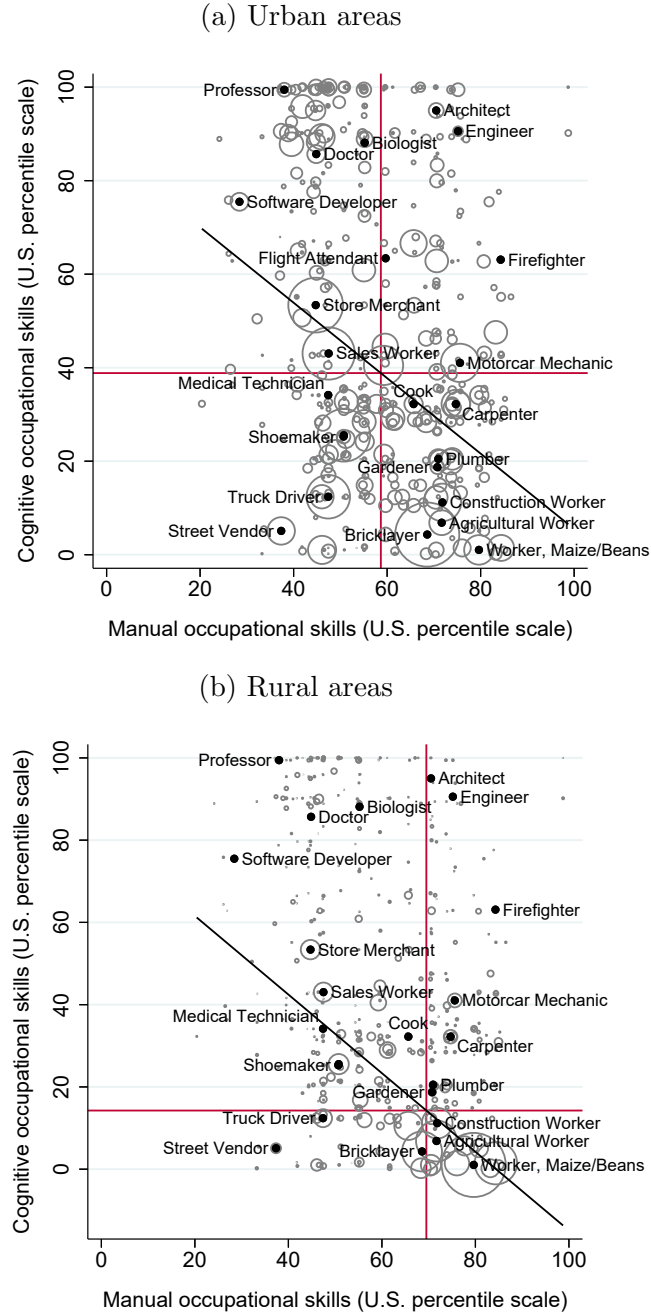 (a) Urban areas
Cognitive occupational skills (U.S. percentile scale)
100
80
60
40
20
0
Professor
Architect
Engineer
Biologist
Doctor
Software Developer
Flight Attendant
Firefighter
Store Merchant
Sales Worker
Motorcar Mechanic
Medical Technician
Cook
Carpenter
Shoemaker
Plumber
Gardener
Truck Driver
Construction Worker
Agricultural Worker
Street Vendor
Bricklayer
Worker, Maize/Beans
0 20 40 60 80 100
Manual occupational skills (U.S. percentile scale)
(b) Rural areas
Cognitive occupational skills (U.S. percentile scale)
100
80
60
40
20
0
Professor
Architect
Engineer
Biologist
Doctor
Software Developer
Firefighter
Store Merchant
Sales Worker
Motorcar Mechanic
Medical Technician
Cook
Carpenter
Shoemaker
Plumber
Gardener
Truck Driver
Construction Worker
Agricultural Worker
Street Vendor
Bricklayer
Worker, Maize/Beans
0 20 40 60 80 100
Manual occupational skills (U.S. percentile scale)